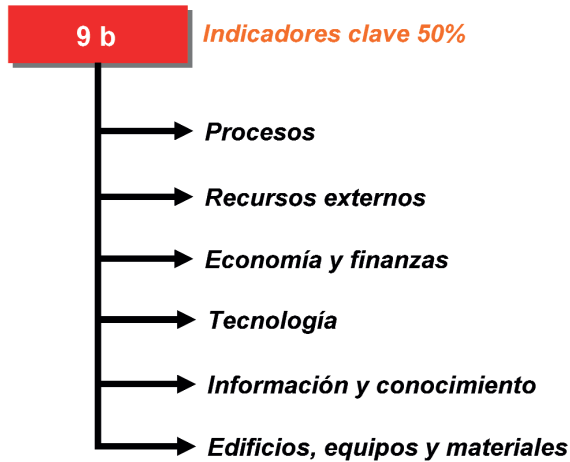 9 b
Indicadores clave 50%
Procesos
Recursos externos
Economía y finanzas
Tecnología
Información y conocimiento
Edificios, equipos y materiales